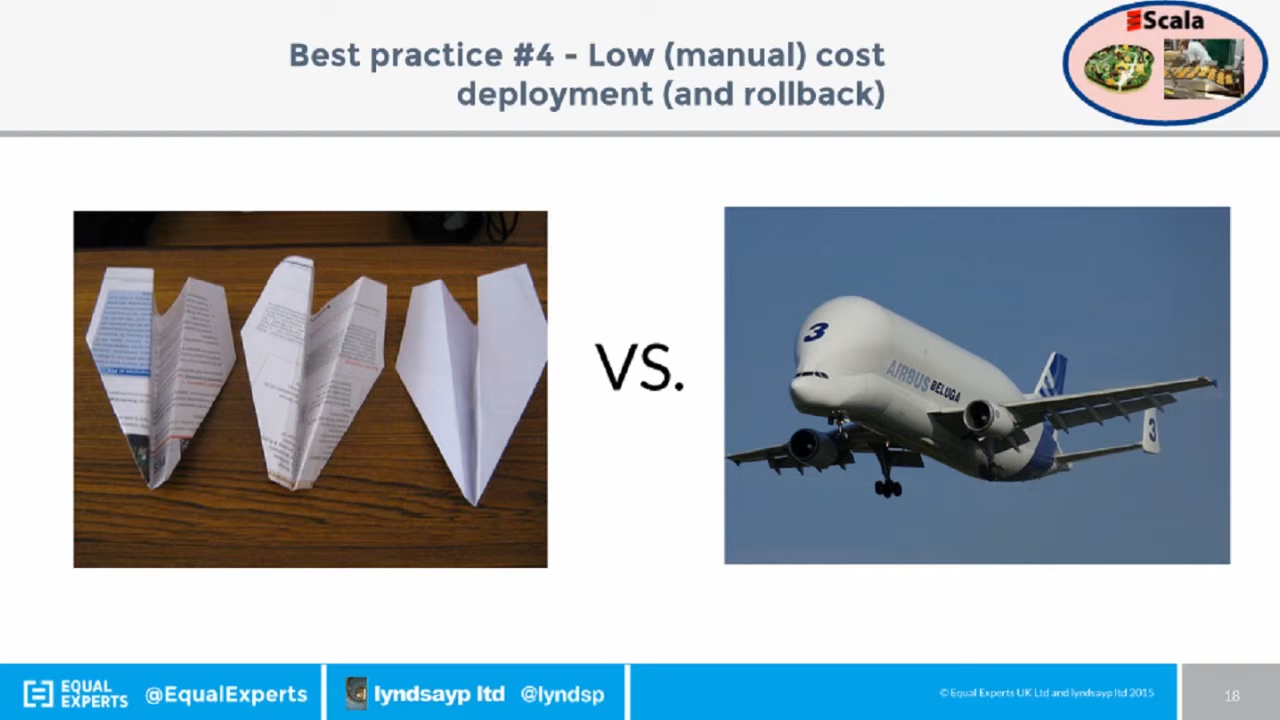 Scala
Best practice #4 - Low (manual) cost
deployment (and rollback)
VS.
3
AIRBUS BELUGA
3
EQUAL
EXPERTS
@EqualExperts
lyndsayp ltd @lyndsp
© Equal Experts UK Ltd and lyndsayp ltd 2015
18